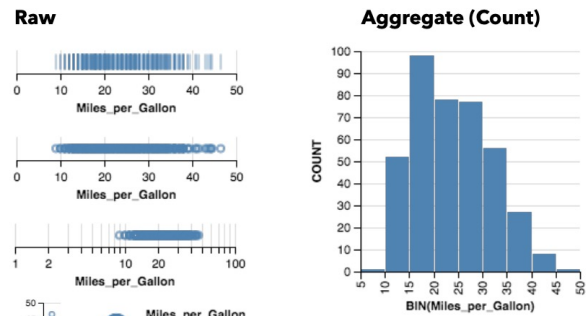 Raw
0 10 20 30 40 50
Miles_per_Gallon
0 10 20 30 40 50
Miles_per_Gallon
1 2 10 20 100
Miles_per_Gallon
50
Miles_per_Gallon
Aggregate (Count)
COUNT
100
90
80
70
60
50
40
30
20
10
0
5 10 15 20 25 30 35 40 45 50
BIN(Miles_per_Gallon)